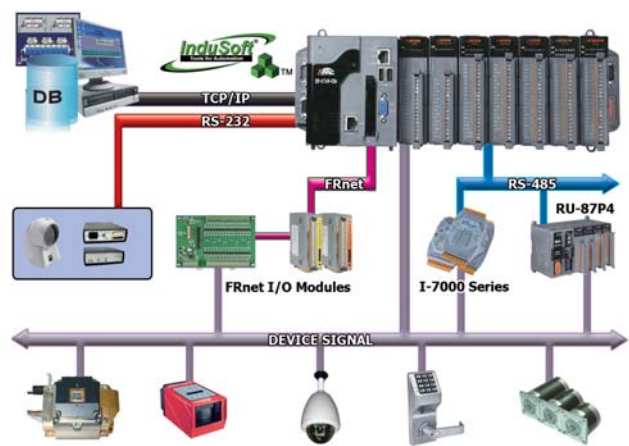 InduSoft
Tools for Automation
TM
DB
TCP/IP
RS-232
FRnet
RS-485
RU-87P4
FRnet I/O Modules
I-7000 Series
DEVICE SIGNAL